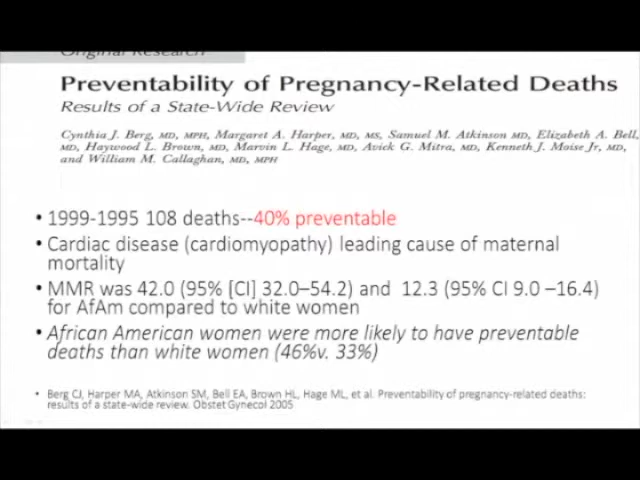 Original Research
Preventability of Pregnancy-Related Deaths
Results of a State-Wide Review
Cynthia J. Berg, MD, MPH, Margaret A. Harper, MD, MS, Samuel M. Atkinson MD, Elizabeth A. Bell,
MD, Haywood L. Brown, MD, Marvin L. Hage, MD, Avick G. Mitra, MD, Kenneth J. Moise Jr, MD,
and William M. Callaghan, MD, MPH
• 1999-1995 108 deaths--40% preventable
• Cardiac disease (cardiomyopathy) leading cause of maternal
mortality
• MMR was 42.0 (95% [CI] 32.0–54.2) and 12.3 (95% CI 9.0 –16.4)
for AfAm compared to white women
• African American women were more likely to have preventable
deaths than white women (46%v. 33%)
• Berg CJ, Harper MA, Atkinson SM, Bell EA, Brown HL, Hage ML, et al. Preventability of pregnancy-related deaths:
results of a state-wide review. Obstet Gynecol 2005